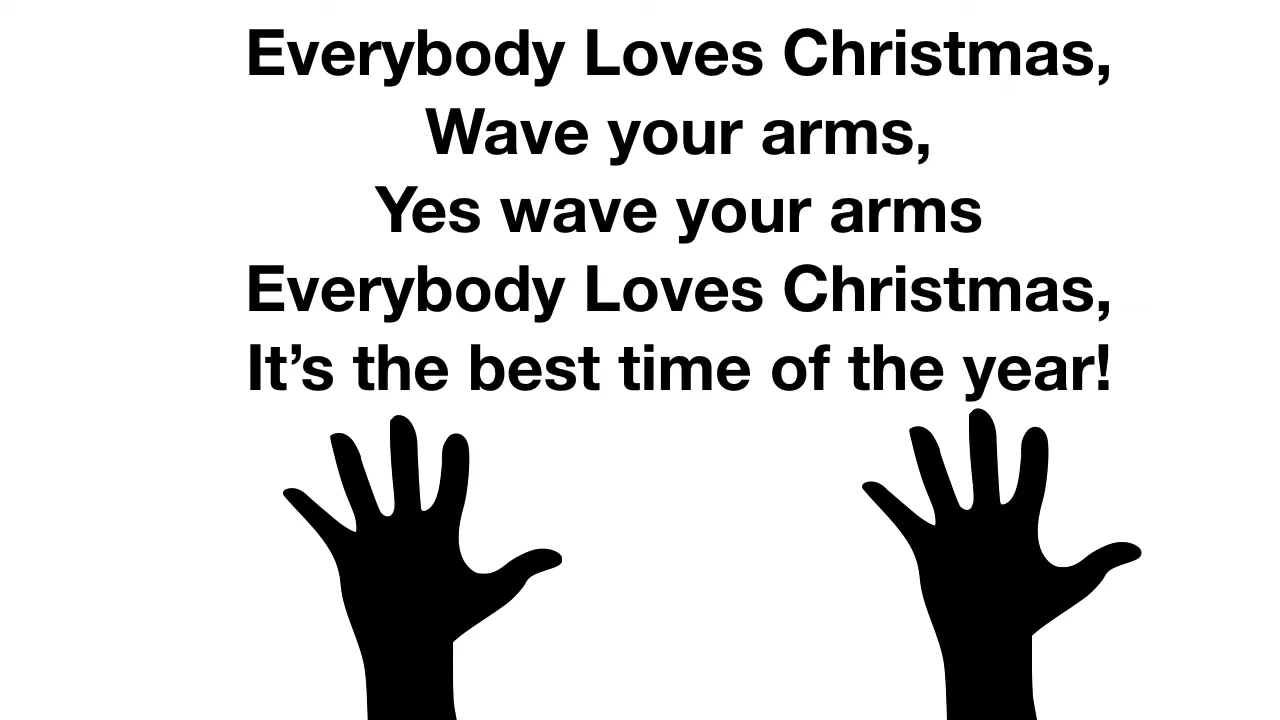 Everybody Loves Christmas,
Wave your arms,
Yes wave your arms
Everybody Loves Christmas,
It’s the best time of the year!